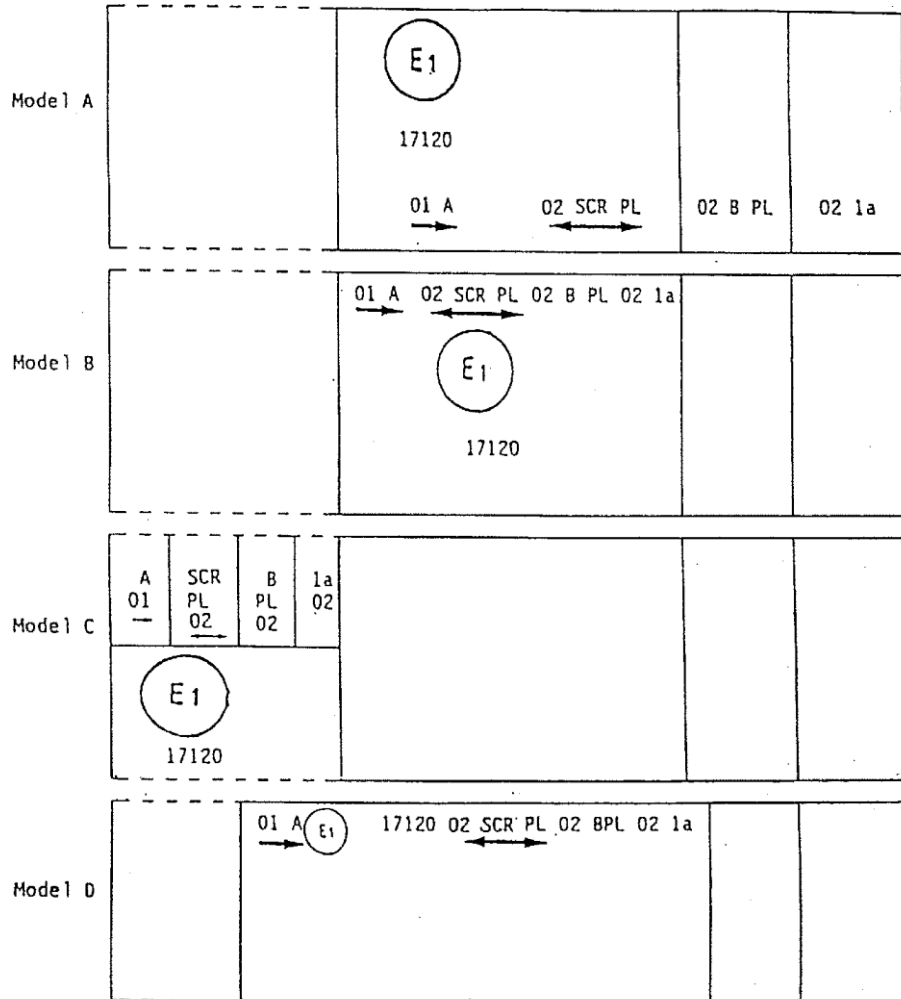 Model A
E1
17120
01 A 02 SCR PL 02 B PL 02 1a
Model B
01 A 02 SCR PL 02 B PL 02 1a
E1
17120
Model C
A SCR B 1a
01 PL PL 02
02 02
E1
17120
Model D
01 A E1 17120 02 SCR PL 02 BPL 02 1a